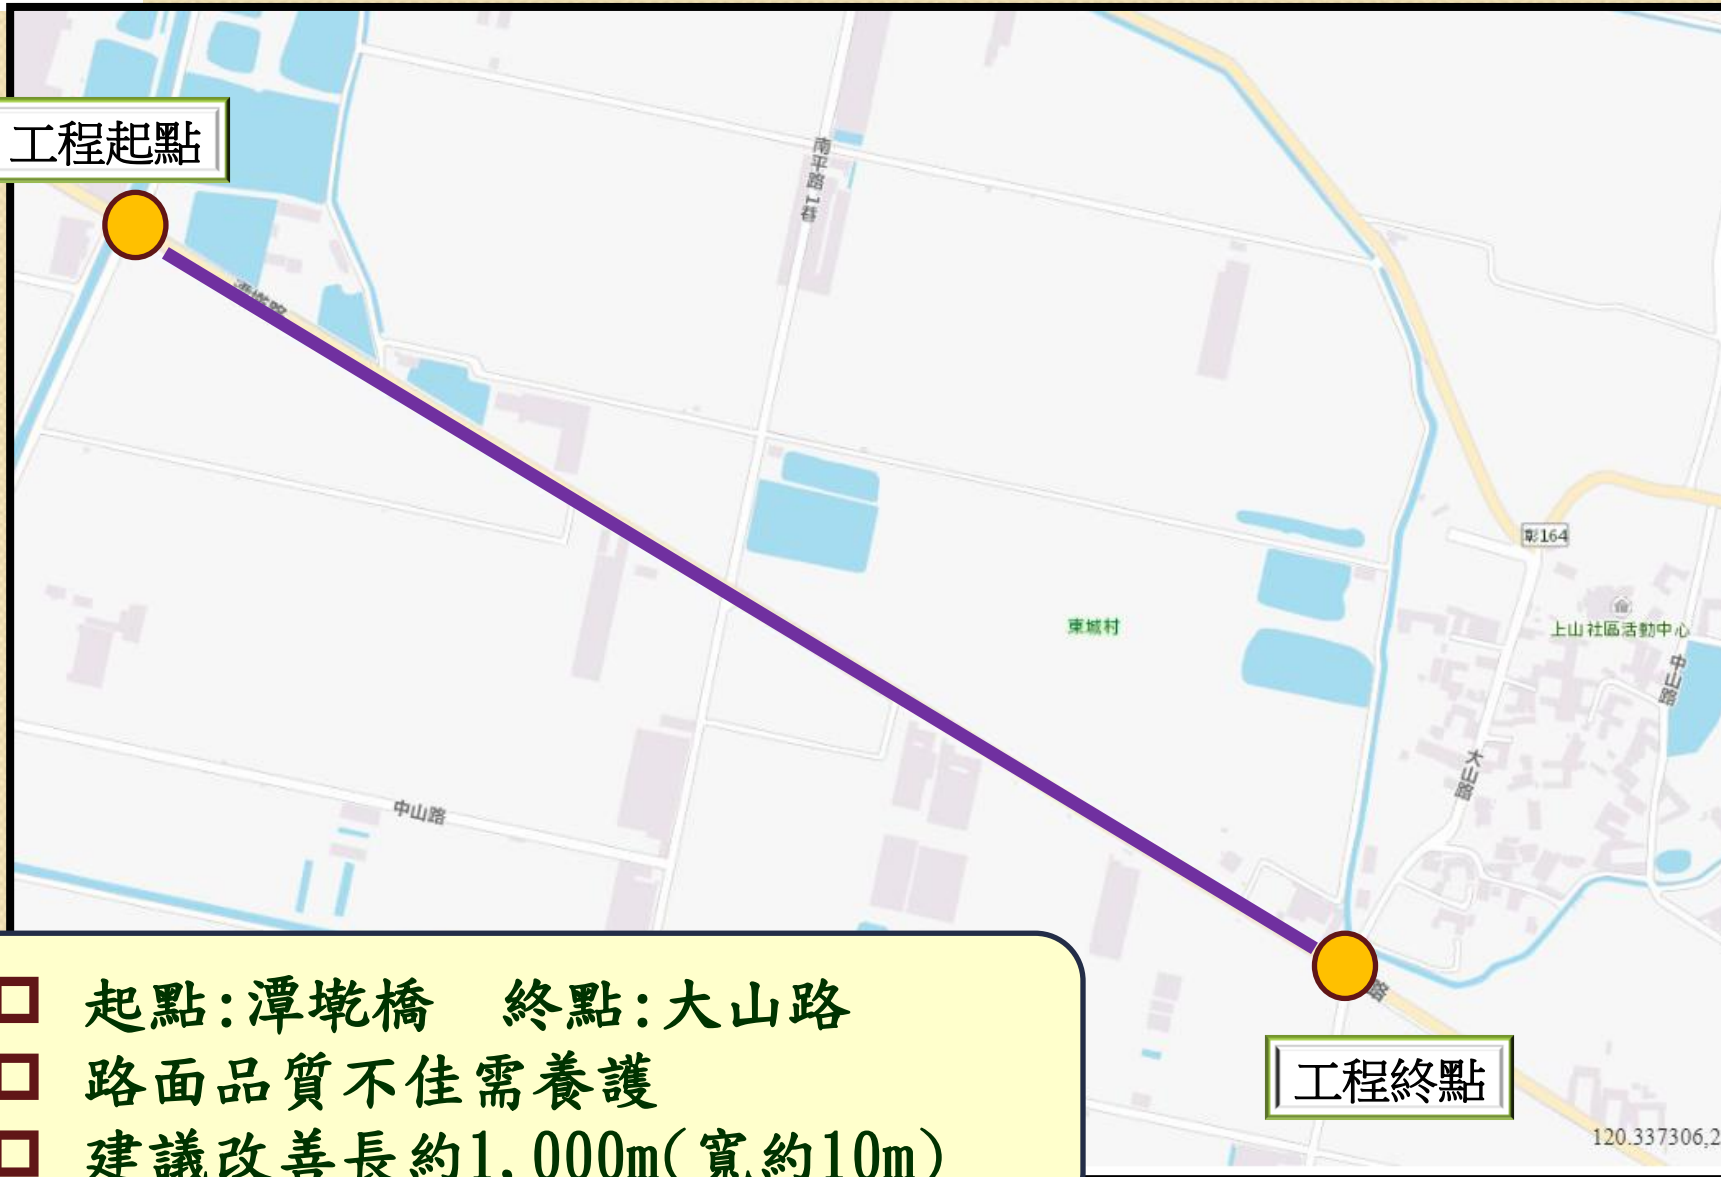 工程起點
南平路1巷
彰164
上山社區活動中心
東城村
中山路
大山路
中山路
路
工程終點
120.337306,2
起點:潭墘橋 終點:大山路
路面品質不佳需養護
建議改善長約1,000m(寬約10m)